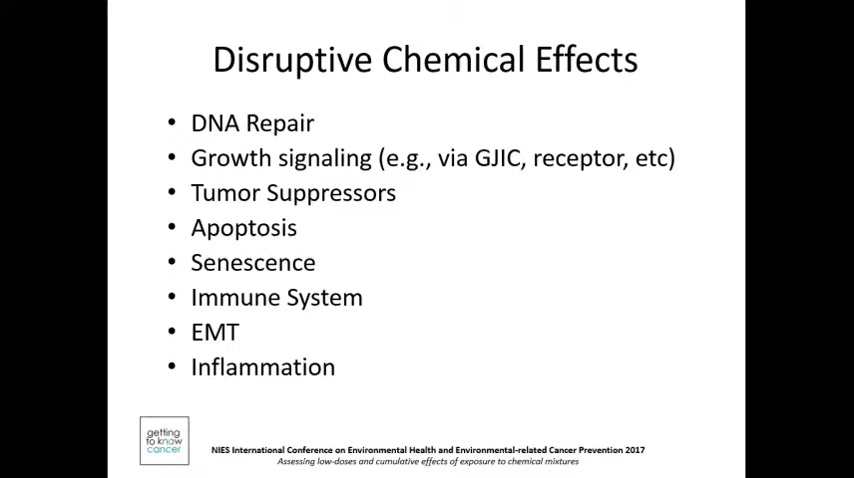 Disruptive Chemical Effects
• DNA Repair
• Growth signaling (e.g., via GJIC, receptor, etc)
• Tumor Suppressors
• Apoptosis
• Senescence
• Immune System
• EMT
• Inflammation
getting
to know
cancer
NIES International Conference on Environmental Health and Environmental-related Cancer Prevention 2017
Assessing low-doses and cumulative effects of exposure to chemical mixtures